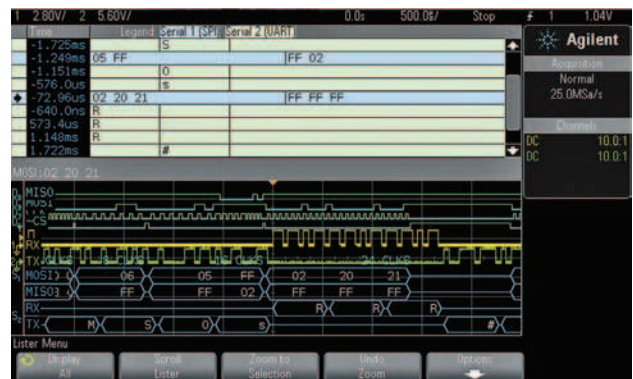 1 2.80V/ 2 5.60V/ 0.0s 500.0s/ Stop 1 1.04V
Time Legend: Serial 1 (SPI) Serial 2 (UART)
-1.725ms S
-1.249ms 05 FF FF 02
-1.151ms 0
-576.0us s
-72.96us 02 20 21 FF FF FF
-640.0ns R
573.4us R
1.148ms R
1.722ms #
MOSI:02 20 21
Agilent
Acquisition
Normal
25.0MSa/s
Channels
DC 10.0:1
DC 10.0:1
MISO
MOSI
~CS
RX
TX
MOSI 06 05 FF 02 20 21
MISO FF FF 02 FF FF FF
RX R R R
TX M S 0 s #
Lister Menu
Display All
Scroll Lister
Zoom to Selection
Undo Zoom
Options